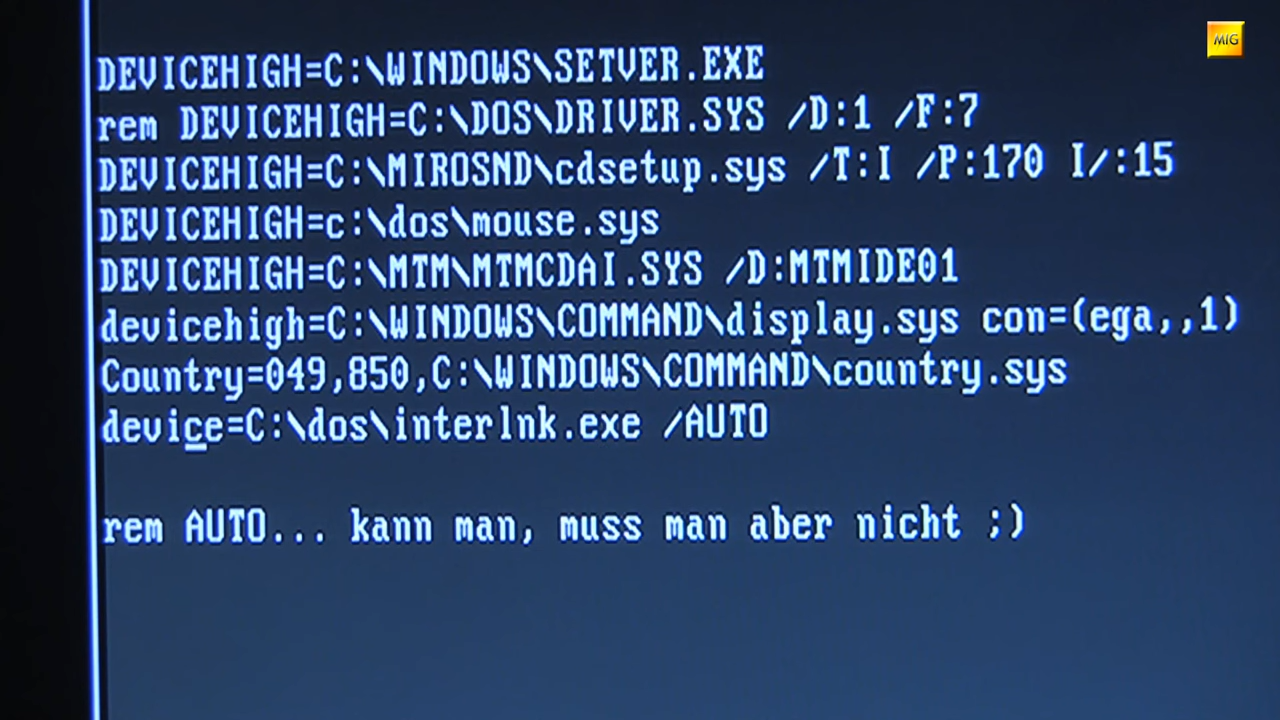 MIG
DEVICEHIGH=C:\WINDOWS\SETVER.EXE
rem DEVICEHIGH=C:\DOS\DRIVER.SYS /D:1 /F:7
DEVICEHIGH=C:\MIROSND\cdsetup.sys /T:I /P:170 I/:15
DEVICEHIGH=c:\dos\mouse.sys
DEVICEHIGH=C:\MTM\MTMCDAI.SYS /D:MTMIDE01
devicehigh=C:\WINDOWS\COMMAND\display.sys con=(ega,,1)
Country=049,850,C:\WINDOWS\COMMAND\country.sys
device=C:\dos\interlnk.exe /AUTO
rem AUTO... kann man, muss man aber nicht ;)